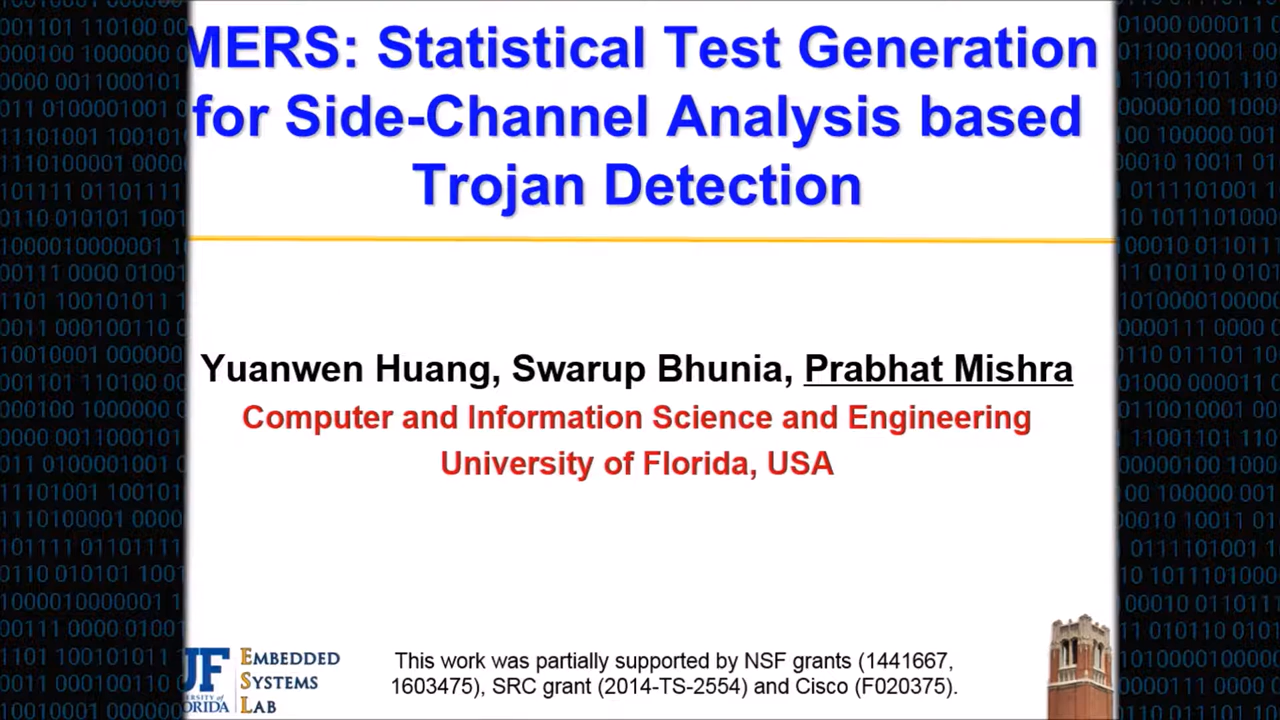 MERS: Statistical Test Generation
for Side-Channel Analysis based
Trojan Detection
Yuanwen Huang, Swarup Bhunia, Prabhat Mishra
Computer and Information Science and Engineering
University of Florida, USA
UF
EMBEDDED
SYSTEMS
LAB
This work was partially supported by NSF grants (1441667,
1603475), SRC grant (2014-TS-2554) and Cisco (F020375).